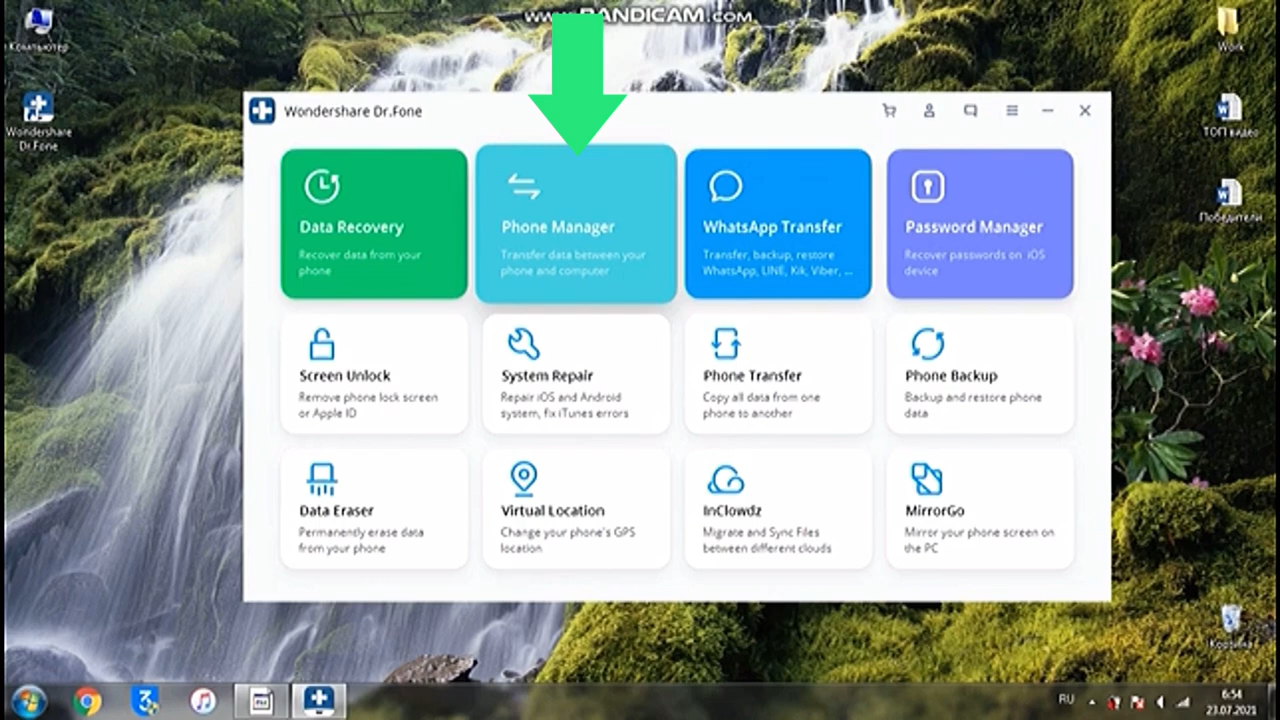 www.BANDICAM.com
Компьютер
Work
Wondershare
Dr.Fone
ТОП видео
Победители
Корзина
Wondershare Dr.Fone
Data Recovery
Recover data from your
phone
Phone Manager
Transfer data between your
phone and computer
WhatsApp Transfer
Transfer, backup, restore
WhatsApp, LINE, Kik, Viber, ...
Password Manager
Recover passwords on iOS
device
Screen Unlock
Remove phone lock screen
or Apple ID
System Repair
Repair iOS and Android
system, fix iTunes errors
Phone Transfer
Copy all data from one
phone to another
Phone Backup
Backup and restore phone
data
Data Eraser
Permanently erase data
from your phone
Virtual Location
Change your phone's GPS
location
InClowdz
Migrate and Sync Files
between different clouds
MirrorGo
Mirror your phone screen on
the PC
RU
6:54
23.07.2021